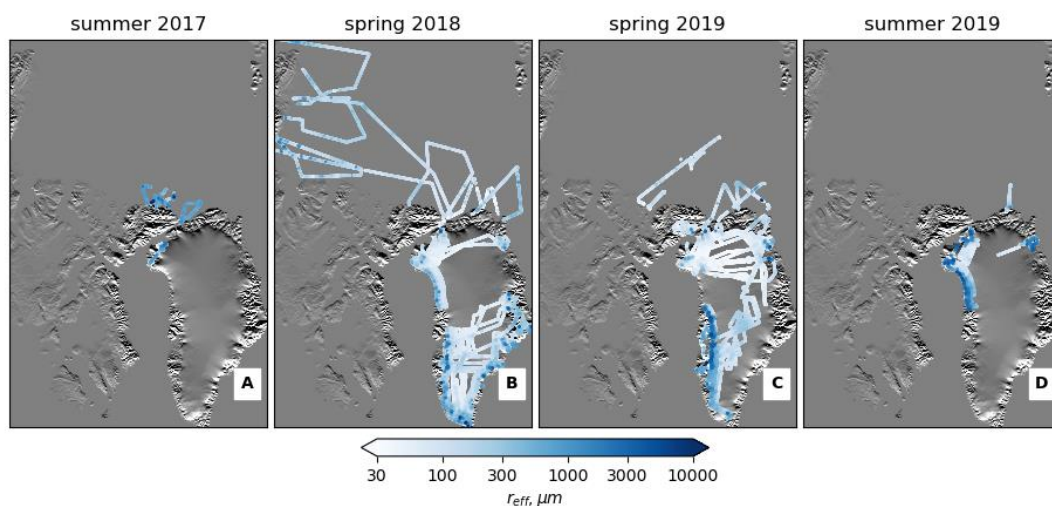 summer 2017 spring 2018 spring 2019 summer 2019
A B C D
30 100 300 1000 3000 10000
r_eff, μm